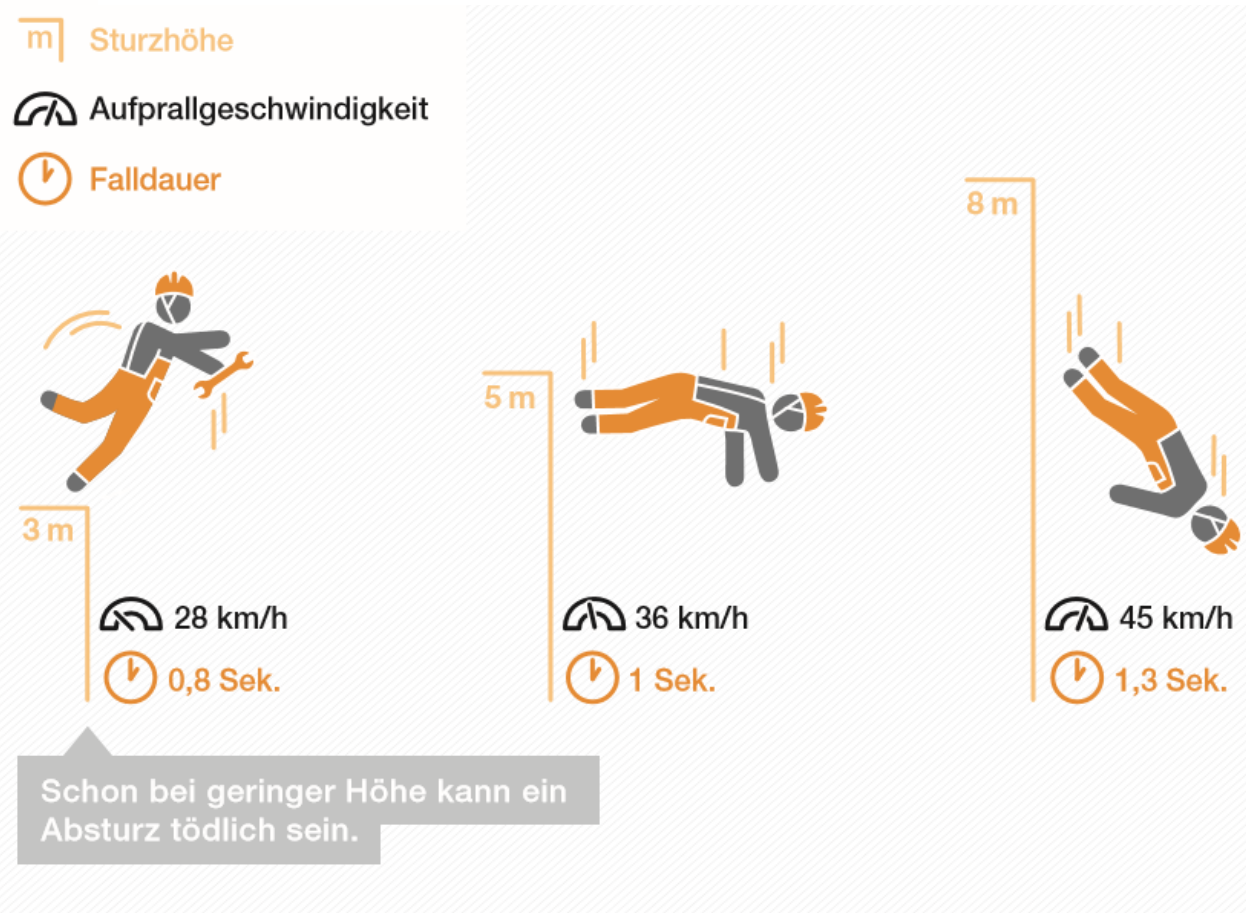 m Sturzhöhe
Aufprallgeschwindigkeit
Falldauer
3 m
28 km/h
0,8 Sek.
5 m
36 km/h
1 Sek.
8 m
45 km/h
1,3 Sek.
Schon bei geringer Höhe kann ein
Absturz tödlich sein.